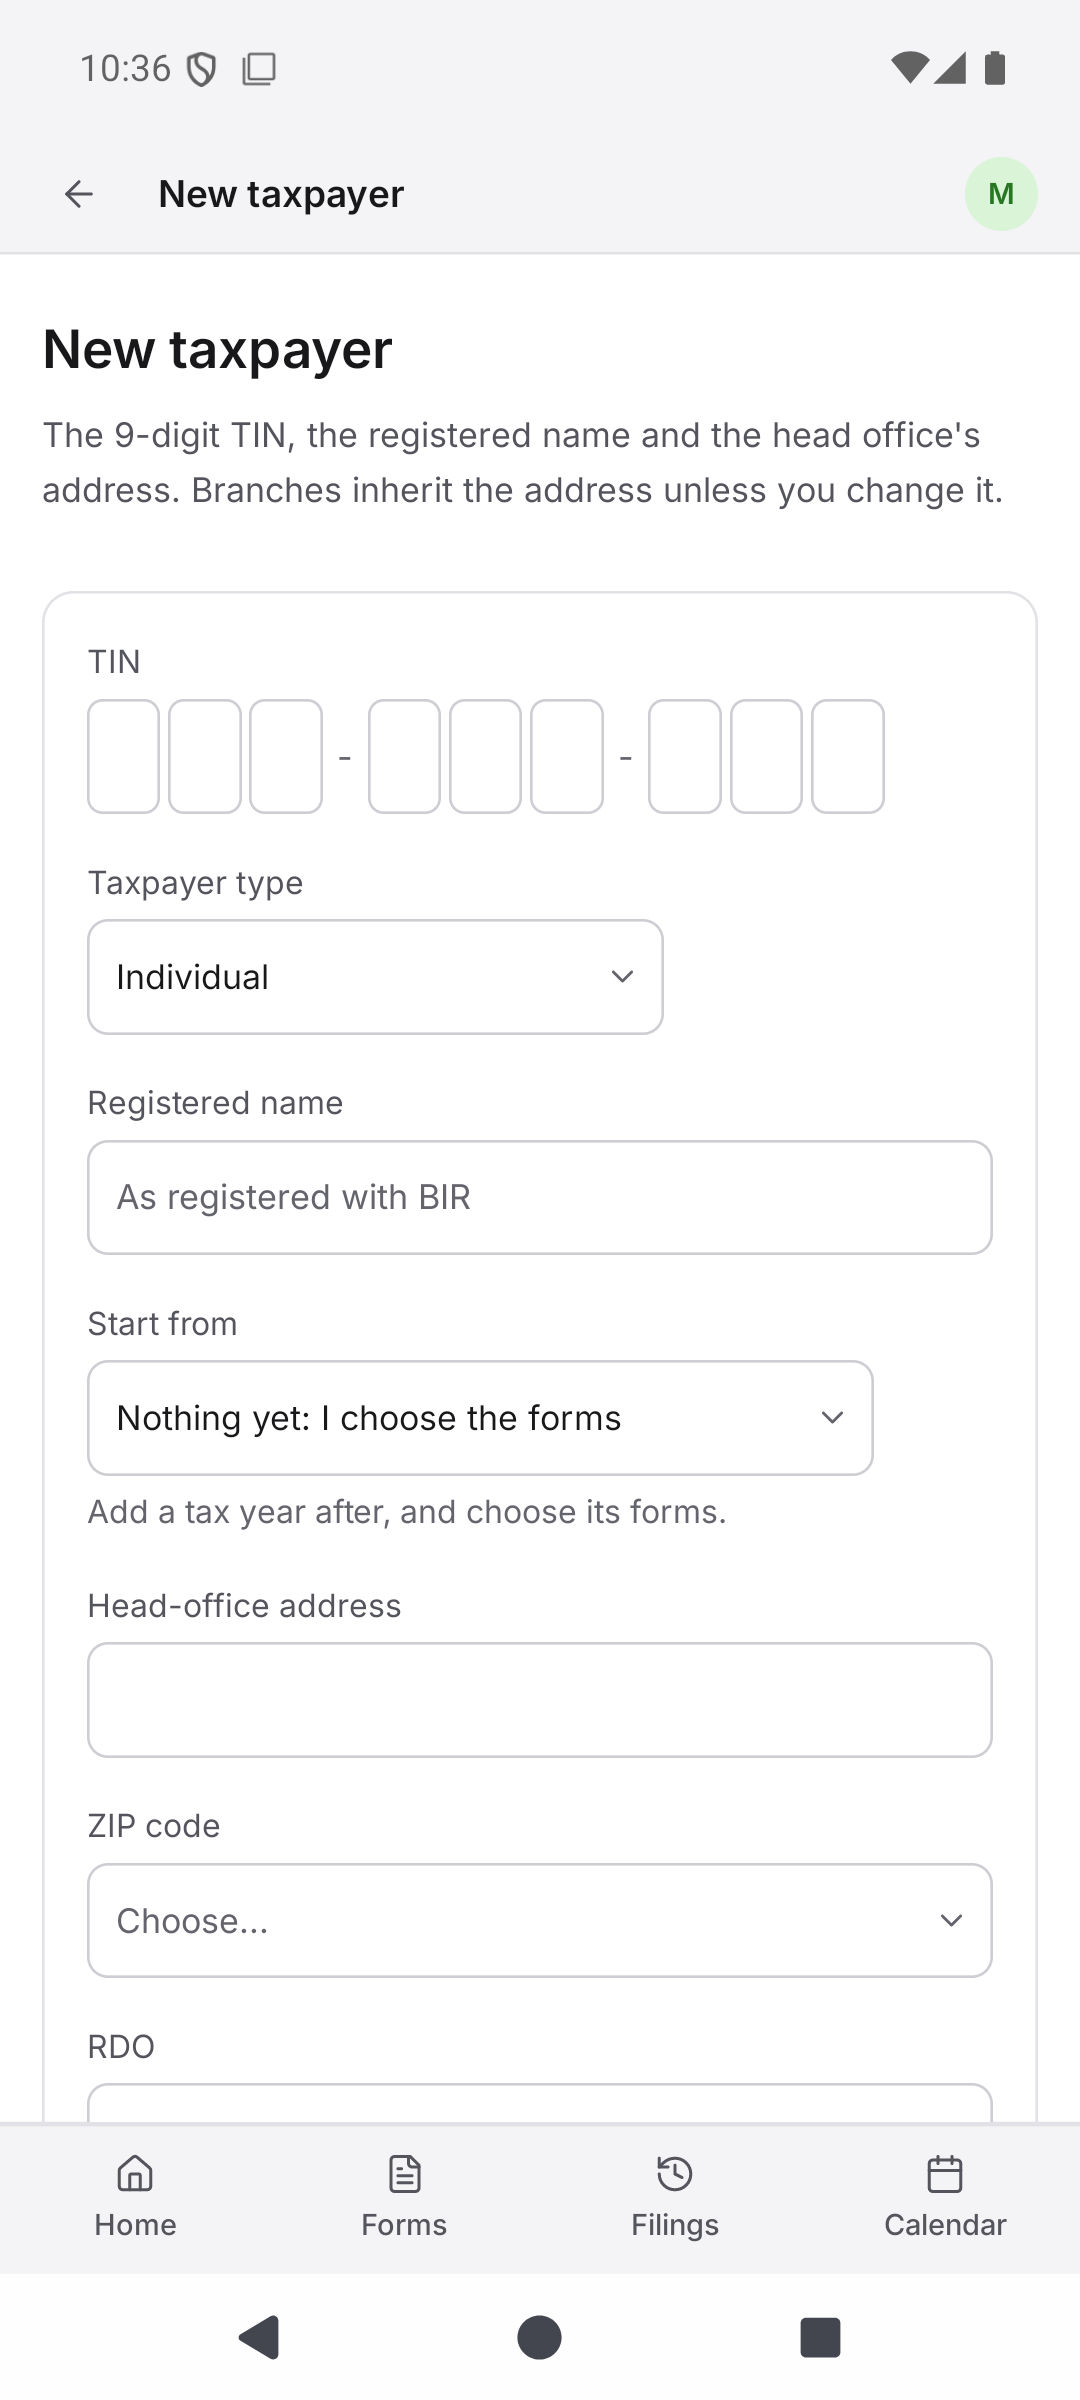 10:36
New taxpayer
M
New taxpayer
The 9-digit TIN, the registered name and the head office's
address. Branches inherit the address unless you change it.
TIN
- -
Taxpayer type
Individual
Registered name
As registered with BIR
Start from
Nothing yet: I choose the forms
Add a tax year after, and choose its forms.
Head-office address
ZIP code
Choose...
RDO
Home Forms Filings Calendar